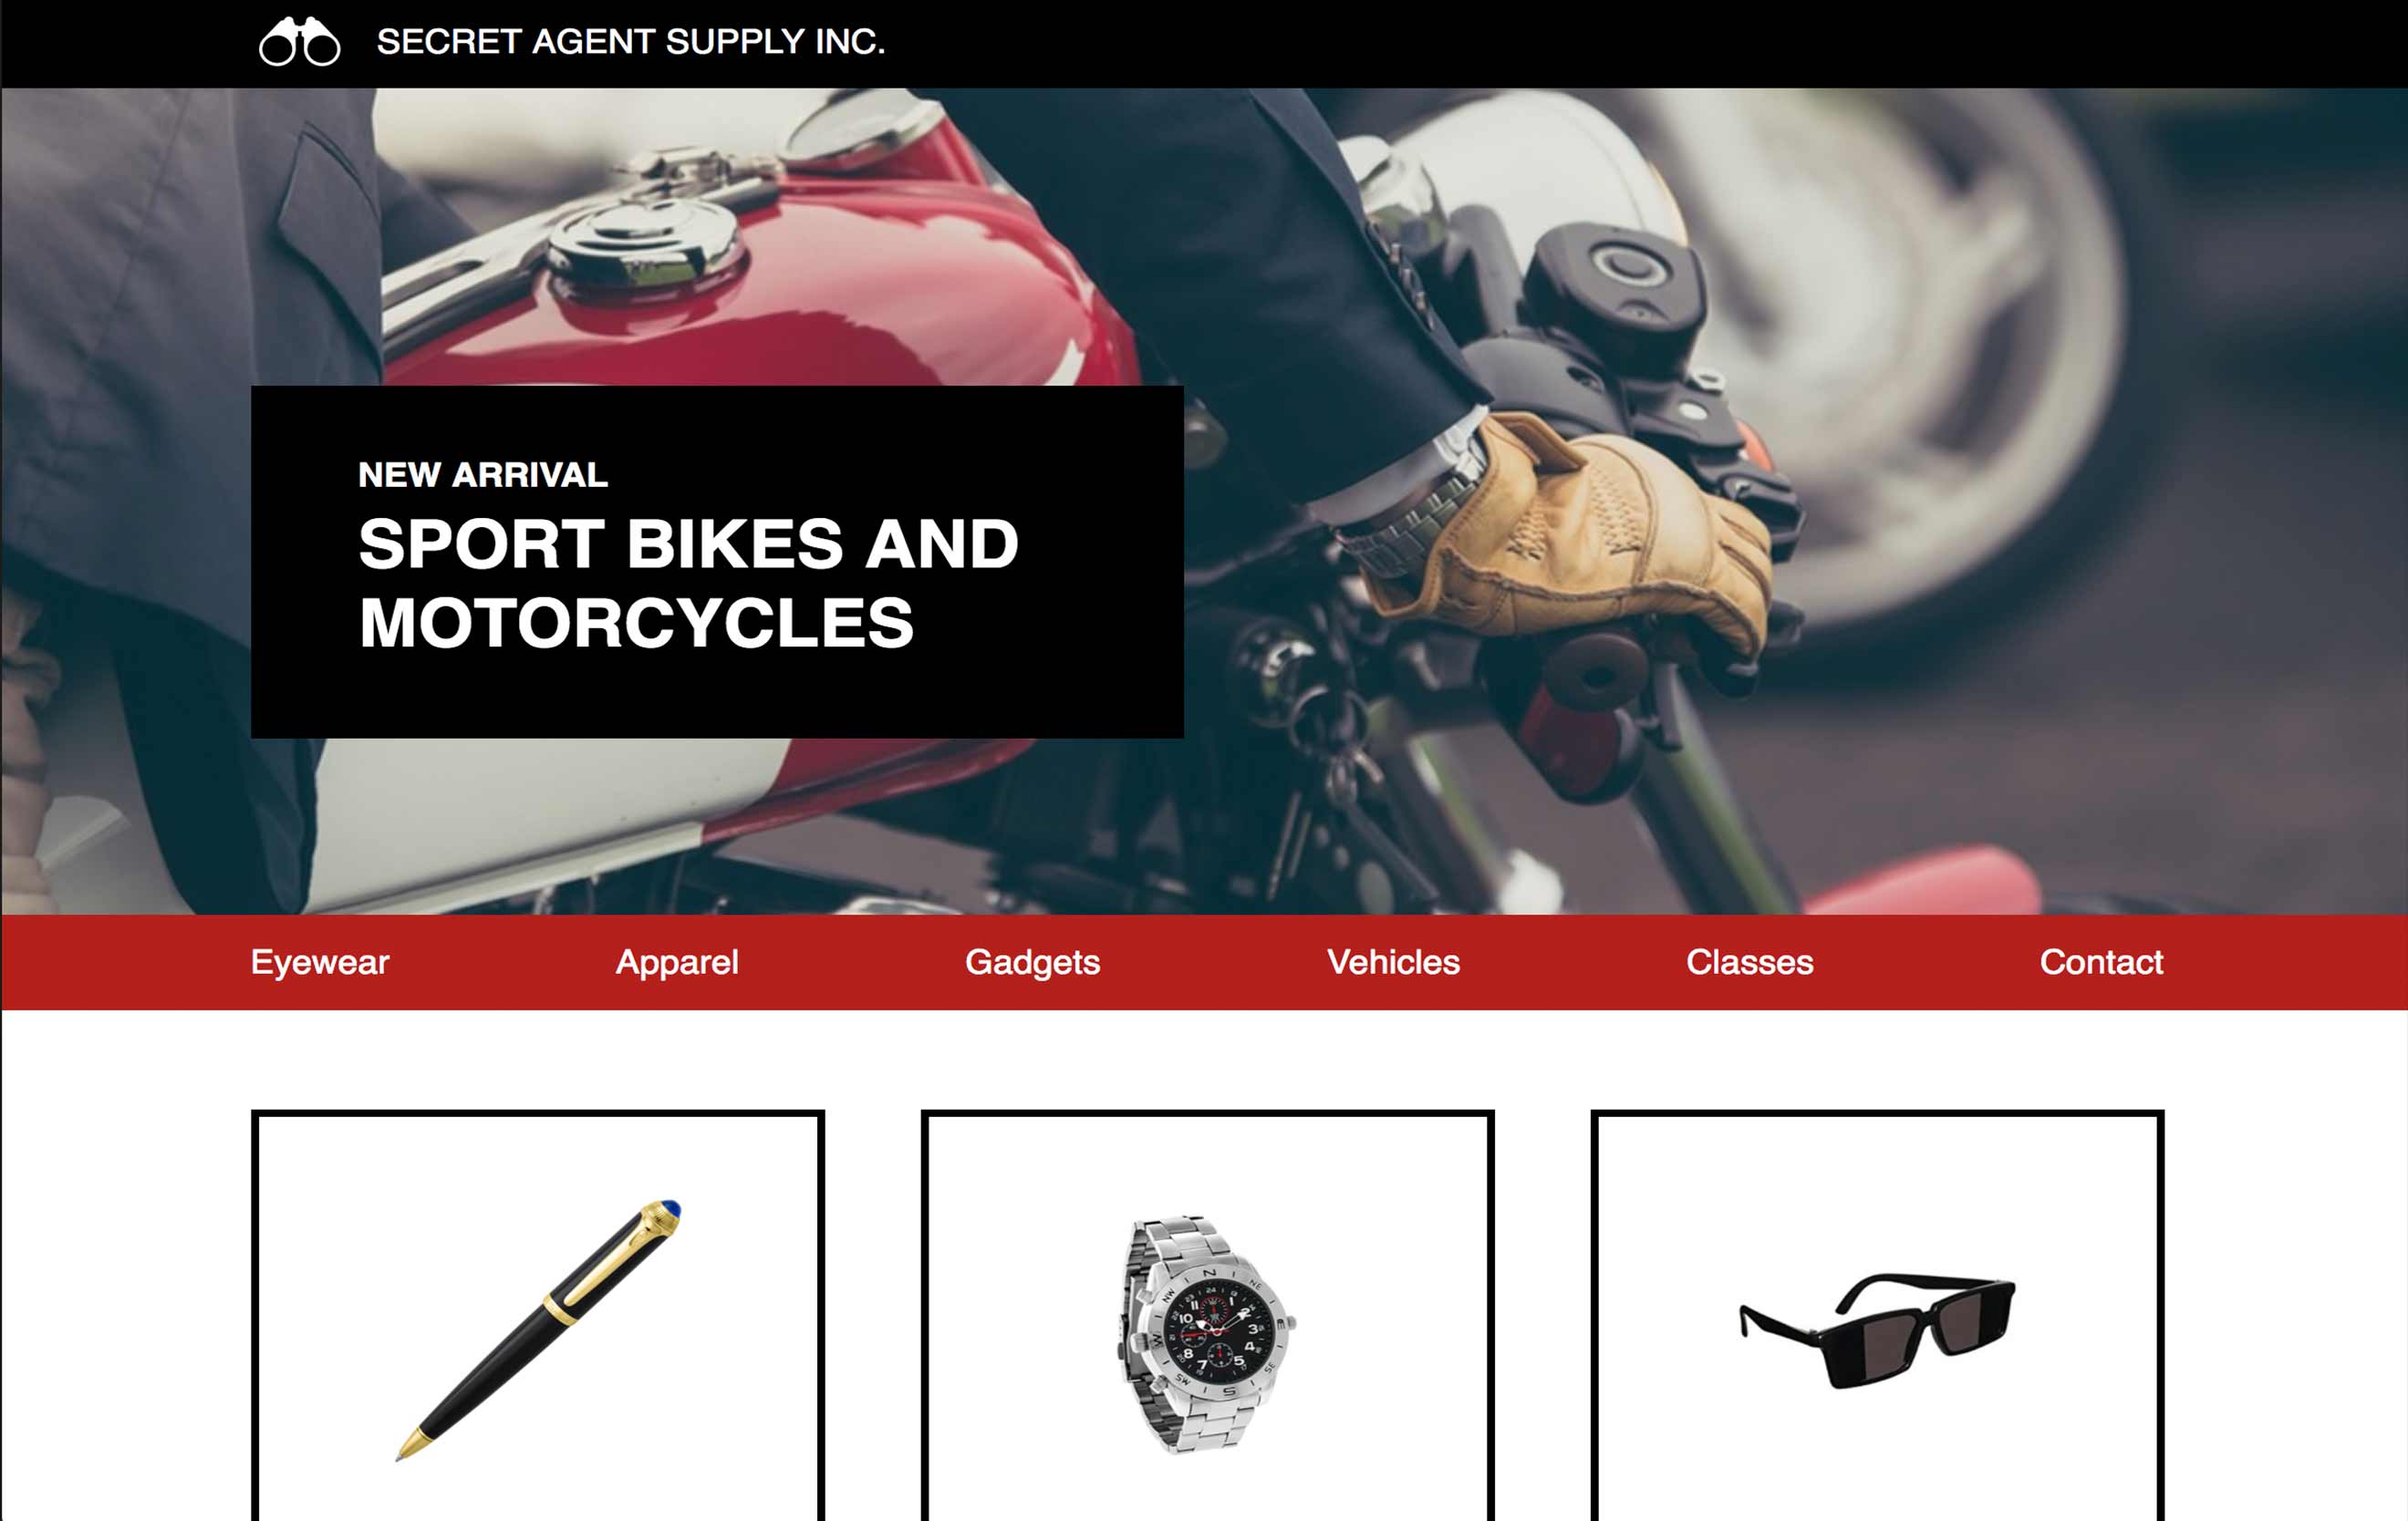 SECRET AGENT SUPPLY INC.
NEW ARRIVAL
SPORT BIKES AND
MOTORCYCLES
Eyewear Apparel Gadgets Vehicles Classes Contact